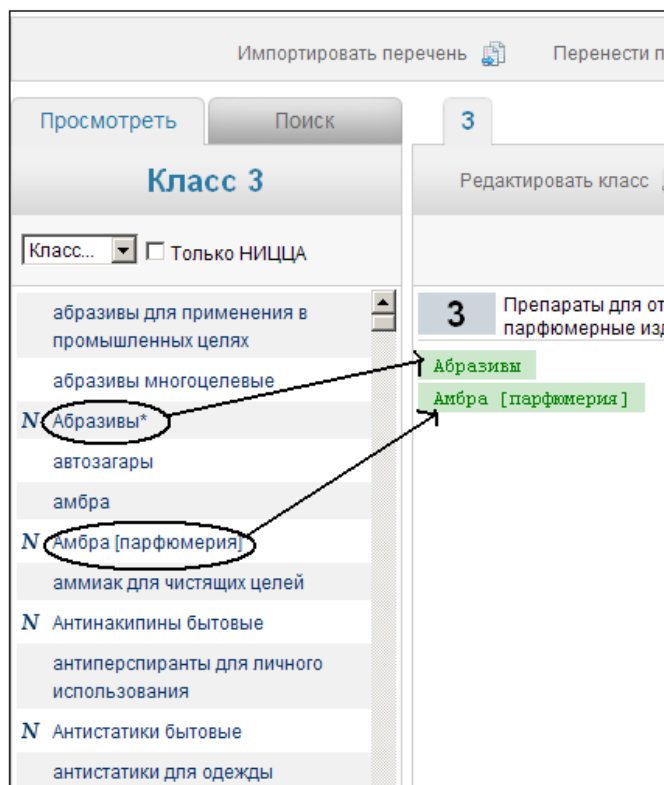 Импортировать перечень Перенести п
Просмотреть Поиск
Класс 3
Класс... Только НИЦЦА
абразивы для применения в
промышленных целях
абразивы многоцелевые
N Абразивы*
автозагары
амбра
N Амбра [парфюмерия]
аммиак для чистящих целей
N Антинакипины бытовые
антиперспиранты для личного
использования
N Антистатики бытовые
антистатики для одежды
3
Редактировать класс
3 Препараты для от
парфюмерные изд
Абразивы
Амбра [парфюмерия]